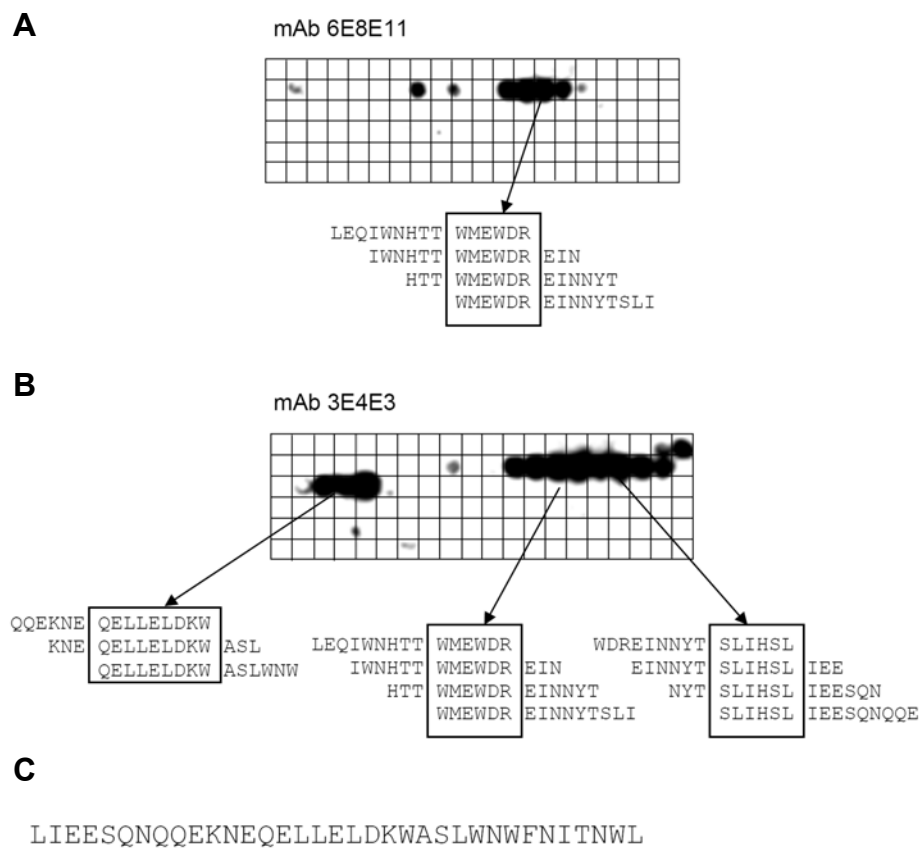 A
mAb 6E8E11
LEQIWNHTT WMEWDR
IWNHTT WMEWDR EIN
HTT WMEWDR EINNYT
WMEWDR EINNYTSLI
B
mAb 3E4E3
QQEKNE QELLELDKW
KNE QELLELDKW ASL
QELLELDKW ASLWNW
LEQIWNHTT WMEWDR
IWNHTT WMEWDR EIN
HTT WMEWDR EINNYT
WMEWDR EINNYTSLI
WDREINNYT SLIHSL
EINNYT SLIHSL IEE
NYT SLIHSL IEESQN
SLIHSL IEESQNQQE
C
LIEESQNQQEKNEQELLELDKWASLWNWFNITNWL